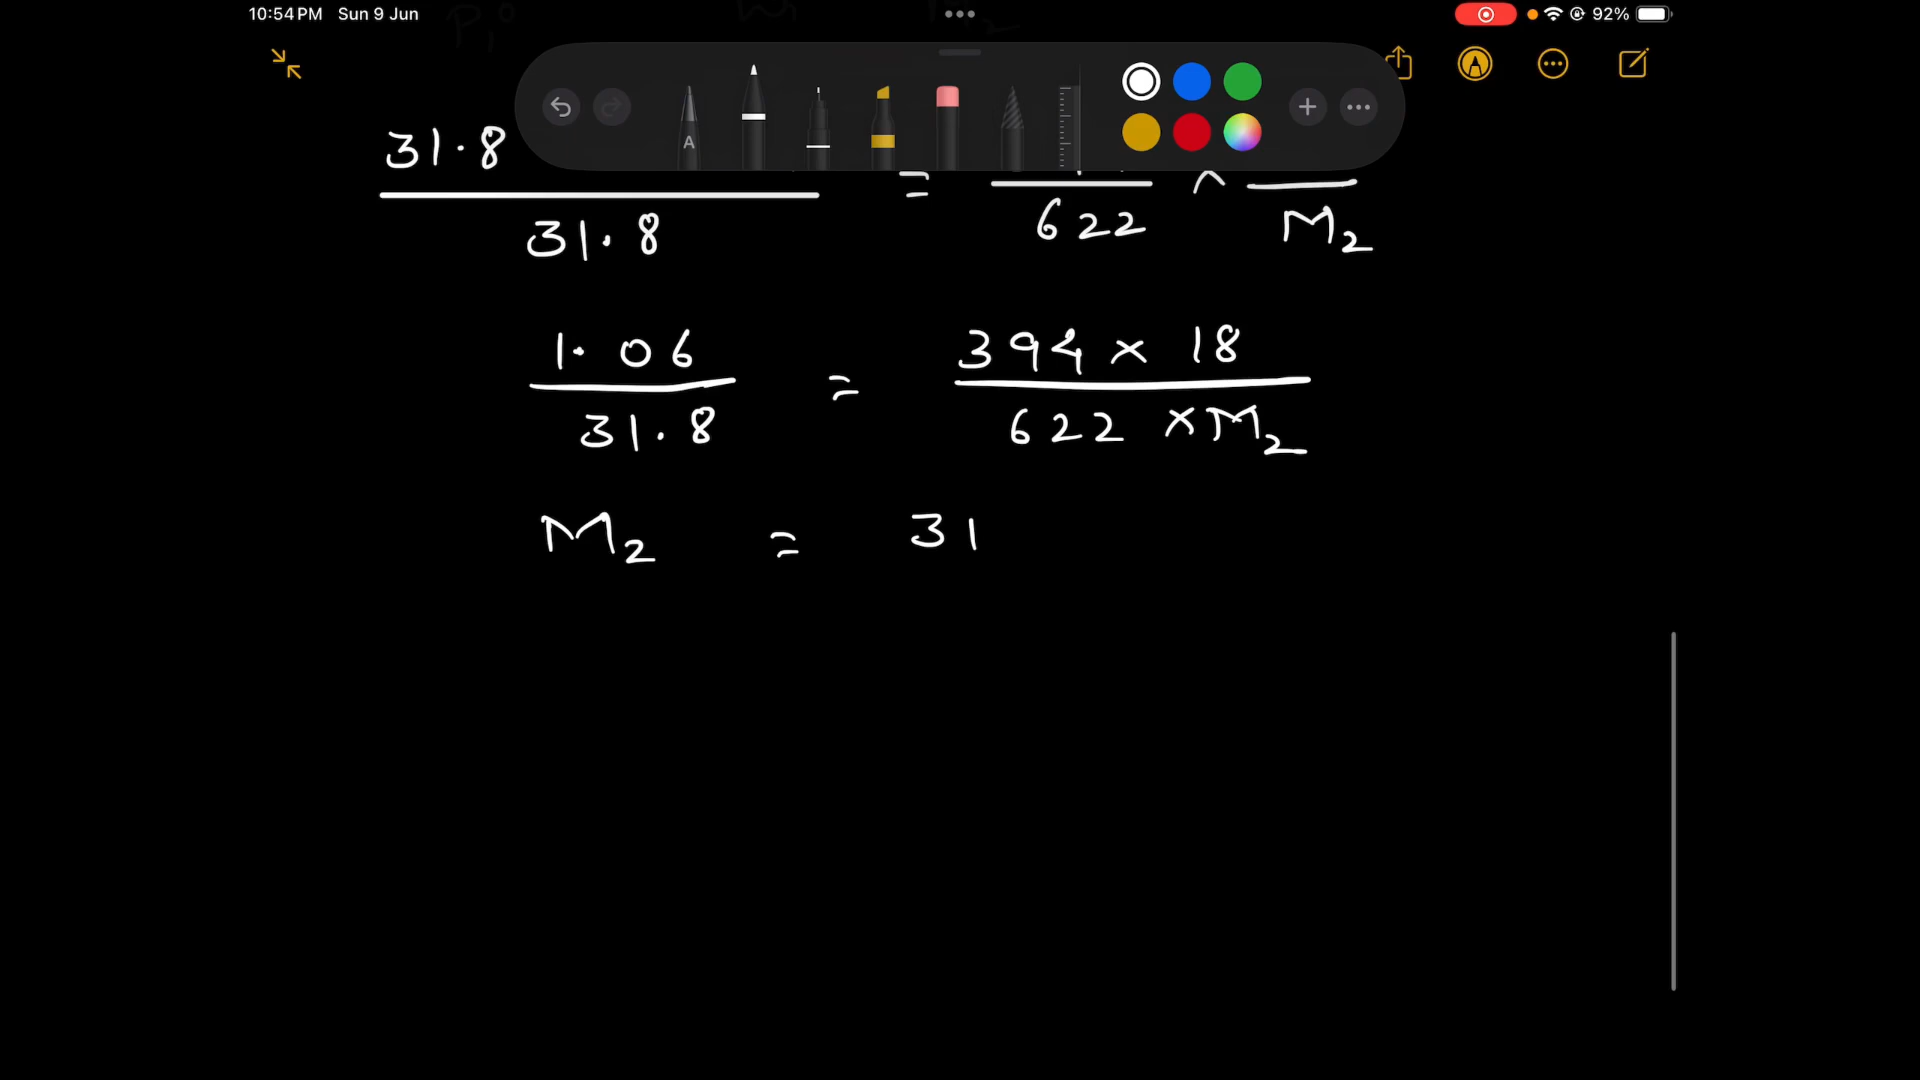 10:54 PM Sun 9 Jun 92%
A
31.8
31.8 = 622 M₂
1.06 = 394 × 18
31.8 622 × M₂
M₂ = 31